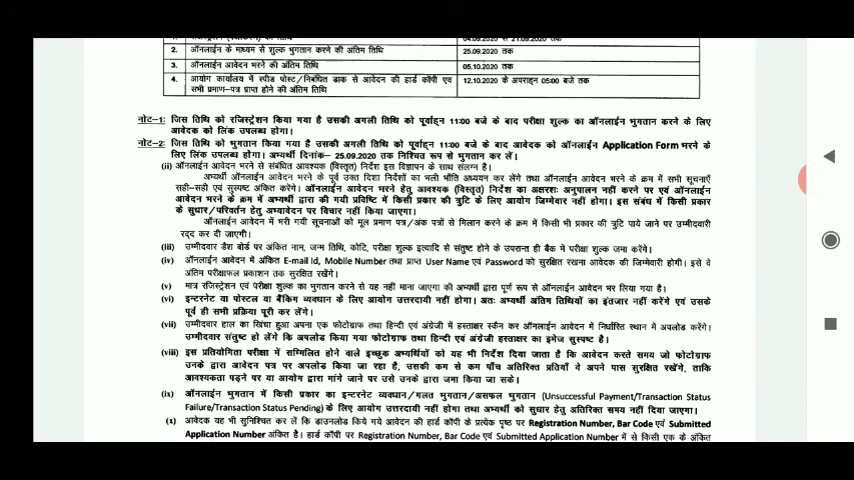 04.09.2020 से 21.09.2020 तक
2. ऑनलाईन के माध्यम से शुल्क भुगतान करने की अंतिम तिथि 25.09.2020 तक
3. ऑनलाईन आवेदन भरने की अंतिम तिथि 05.10.2020 तक
4. आयोग कार्यालय में स्पीड पोस्ट/निबंधित डाक से आवेदन की हार्ड कॉपी एवं 12.10.2020 के अपराह्न 05:00 बजे तक
सभी प्रमाण-पत्र प्राप्त होने की अंतिम तिथि
नोट-1: जिस तिथि को रजिस्ट्रेशन किया गया है उसकी अगली तिथि को पूर्वाह्न 11:00 बजे के बाद परीक्षा शुल्क का ऑनलाईन भुगतान करने के लिए
आवेदक को लिंक उपलब्ध होगा।
नोट-2: जिस तिथि को भुगतान किया गया है उसकी अगली तिथि को पूर्वाह्न 11:00 बजे के बाद आवेदक को ऑनलाईन Application Form भरने के
लिए लिंक उपलब्ध होगा। अभ्यर्थी दिनांक- 25.09.2020 तक निश्चित रूप से भुगतान कर लें।
(ii) ऑनलाईन आवेदन भरने से संबंधित आवश्यक (विस्तृत) निर्देश इस विज्ञापन के साथ संलग्न है।
अभ्यर्थी ऑनलाईन आवेदन भरने के पूर्व उक्त दिशा निर्देशों का भली भाँति अध्ययन कर लें तथा ऑनलाईन आवेदन भरने के क्रम में सभी सूचनाएँ
सही-सही एवं सुस्पष्ट अंकित करेंगे। ऑनलाईन आवेदन भरने हेतु आवश्यक (विस्तृत) निर्देश का अक्षरशः अनुपालन नहीं करने पर एवं ऑनलाईन
आवेदन भरने के क्रम में अभ्यर्थी द्वारा की गयी प्रविष्टि में किसी प्रकार की त्रुटि के लिए आयोग जिम्मेवार नहीं होगा। इस संबंध में किसी प्रकार
के सुधार/परिवर्तन हेतु अभ्यावेदन पर विचार नहीं किया जाएगा।
ऑनलाईन आवेदन में भरी गयी सूचनाओं को मूल प्रमाण पत्र/अंक पत्रों से मिलान करने के क्रम में किसी भी प्रकार की त्रुटि पाये जाने पर उम्मीदवारी
रद्द कर दी जाएगी।
(iii) उम्मीदवार डैश बोर्ड पर अंकित नाम, जन्म तिथि, कोटि, परीक्षा शुल्क इत्यादि से संतुष्ट होने के उपरान्त ही बैंक में परीक्षा शुल्क जमा करेंगे।
(iv) ऑनलाईन आवेदन में अंकित E-mail Id, Mobile Number तथा प्राप्त User Name एवं Password को सुरक्षित रखना आवेदक की जिम्मेवारी होगी। इसे वे
अंतिम परीक्षाफल प्रकाशन तक सुरक्षित रखेंगे।
(v) मात्र रजिस्ट्रेशन एवं परीक्षा शुल्क का भुगतान करने से यह नहीं माना जाएगा की अभ्यर्थी द्वारा पूर्ण रूप से ऑनलाईन आवेदन भर लिया गया है।
(vi) इन्टरनेट या पोस्टल या बैंकिंग व्यवधान के लिए आयोग उत्तरदायी नहीं होगा। अतः अभ्यर्थी अंतिम तिथियों का इंतजार नहीं करेंगे एवं उसके
पूर्व ही सभी प्रक्रिया पूरी कर लेंगे।
(vii) उम्मीदवार हाल का खिंचा हुआ अपना एक फोटोग्राफ तथा हिन्दी एवं अंग्रेजी में हस्ताक्षर स्कैन कर ऑनलाईन आवेदन में निर्धारित स्थान में अपलोड करेंगे।
उम्मीदवार संतुष्ट हो लेंगे कि अपलोड किया गया फोटोग्राफ तथा हिन्दी एवं अंग्रेजी हस्ताक्षर का इमेज सुस्पष्ट है।
(viii) इस प्रतियोगिता परीक्षा में सम्मिलित होने वाले इच्छुक अभ्यर्थियों को यह भी निर्देश दिया जाता है कि आवेदन करते समय जो फोटोग्राफ
उनके द्वारा आवेदन पत्र पर अपलोड किया जा रहा है, उसकी कम से कम पाँच अतिरिक्त प्रतियाँ वे अपने पास सुरक्षित रखेंगे, ताकि
आवश्यकता पड़ने पर या आयोग द्वारा मांगे जाने पर उसे उनके द्वारा जमा किया जा सके।
(ix) ऑनलाईन भुगतान में किसी प्रकार का इन्टरनेट व्यवधान/गलत भुगतान/असफल भुगतान (Unsuccessful Payment/Transaction Status
Failure/Transaction Status Pending) के लिए आयोग उत्तरदायी नहीं होगा तथा अभ्यर्थी को सुधार हेतु अतिरिक्त समय नहीं दिया जाएगा।
(x) आवेदक यह भी सुनिश्चित कर लें कि डाउनलोड किये गये आवेदन की हार्ड कॉपी के प्रत्येक पृष्ठ पर Registration Number, Bar Code एवं Submitted
Application Number अंकित है। हार्ड कॉपी पर Registration Number, Bar Code एवं Submitted Application Number में से किसी एक के अंकित